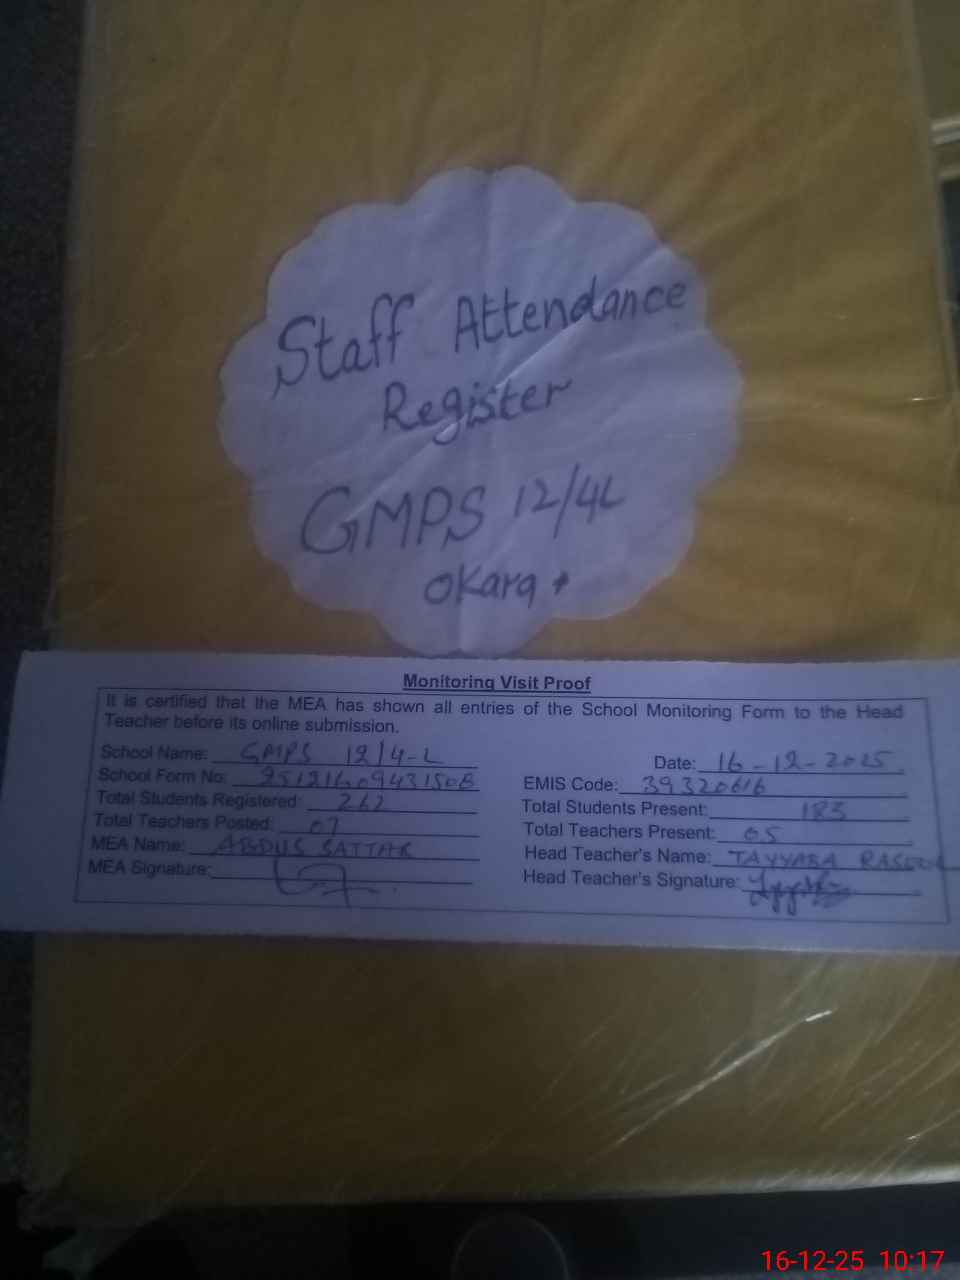 Staff Attendance
Register
GMPS 12/4L
Okara
Monitoring Visit Proof
It is certified that the MEA has shown all entries of the School Monitoring Form to the Head
Teacher before its online submission.
School Name: GMPS 12/4-L
Date: 16-12-2025
School Form No:
EMIS Code: 39320616
Total Students Registered: 262
Total Students Present: 183
Total Teachers Posted: 07
Total Teachers Present: 05
MEA Name: ABDUS SATTAR
Head Teacher's Name: TAYYABA RASOOL
MEA Signature:
Head Teacher's Signature:
16-12-25 10:17